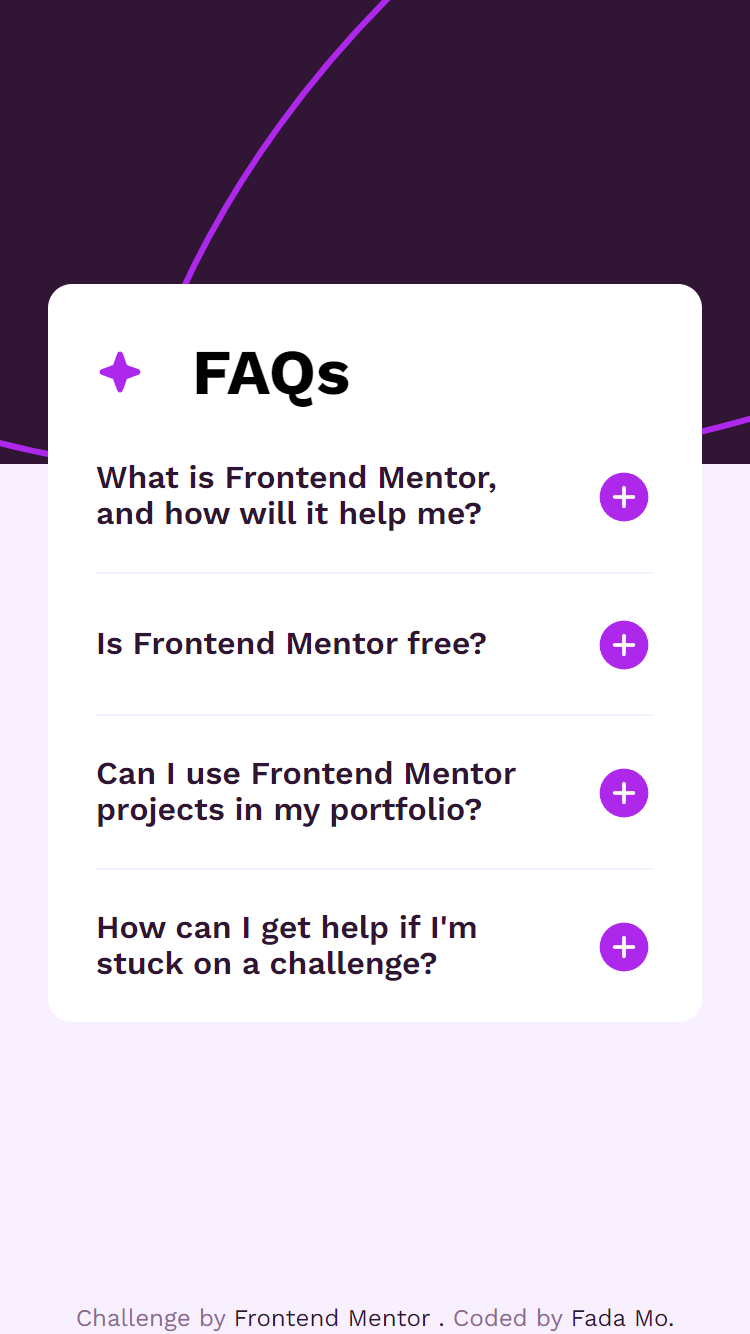 FAQs
What is Frontend Mentor,
and how will it help me?
Is Frontend Mentor free?
Can I use Frontend Mentor
projects in my portfolio?
How can I get help if I'm
stuck on a challenge?
Challenge by Frontend Mentor . Coded by Fada Mo.